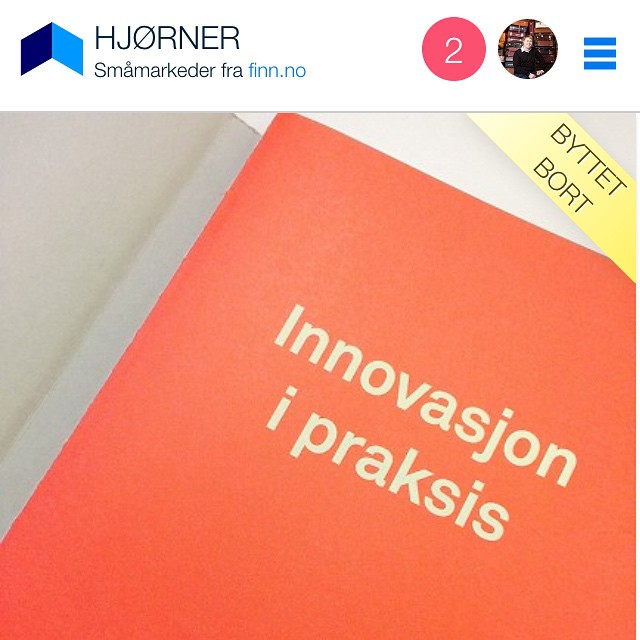 HJØRNER
Småmarkeder fra finn.no
2
BYTTET
BORT
Innovasjon
i praksis